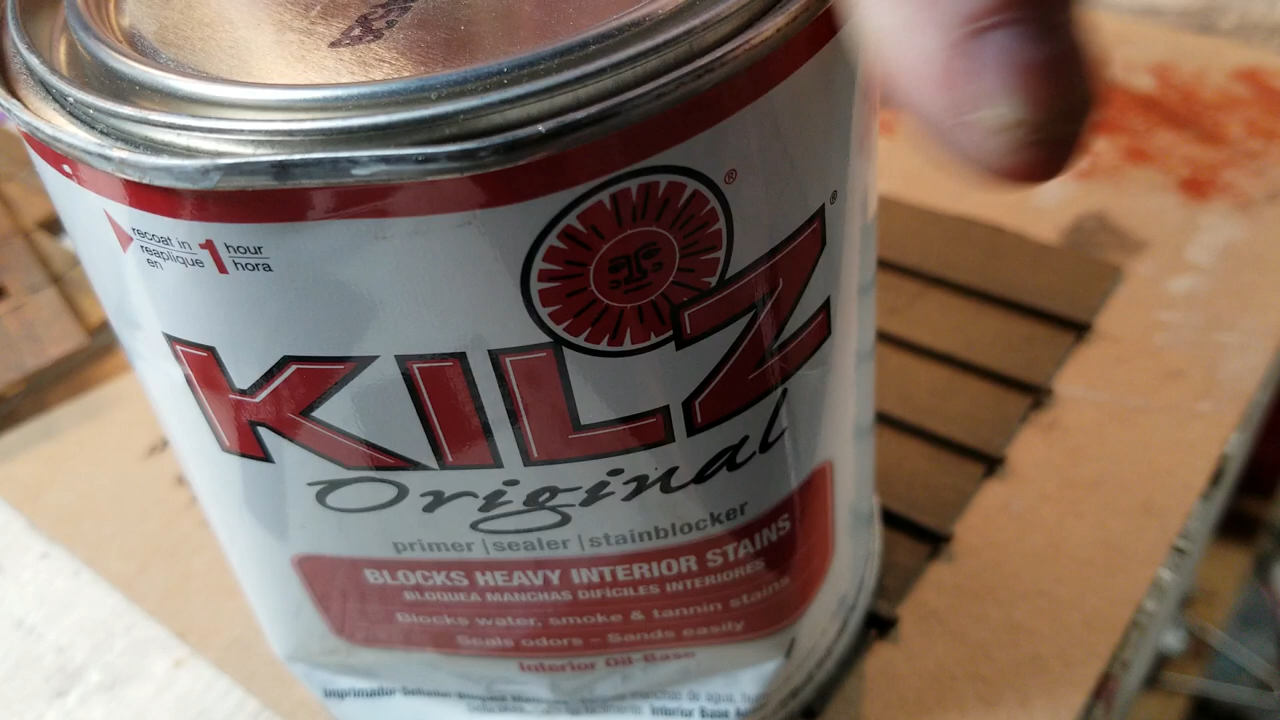 recoat in 1 hour
reaplique en hora
KILZ
®
®
Original
primer | sealer | stainblocker
BLOCKS HEAVY INTERIOR STAINS
BLOQUEA MANCHAS DIFÍCILES INTERIORES
Blocks water, smoke & tannin stains
Seals odors – Sands easily
Interior Oil-Base